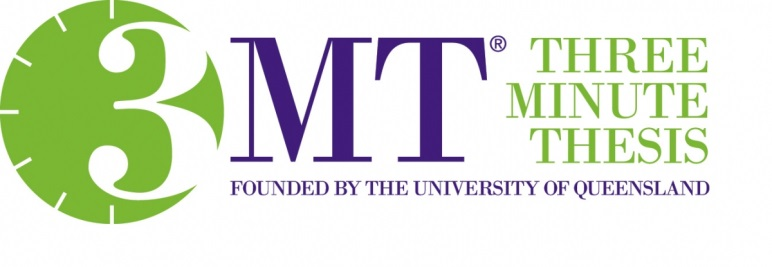 3MT® THREE
MINUTE
THESIS
FOUNDED BY THE UNIVERSITY OF QUEENSLAND